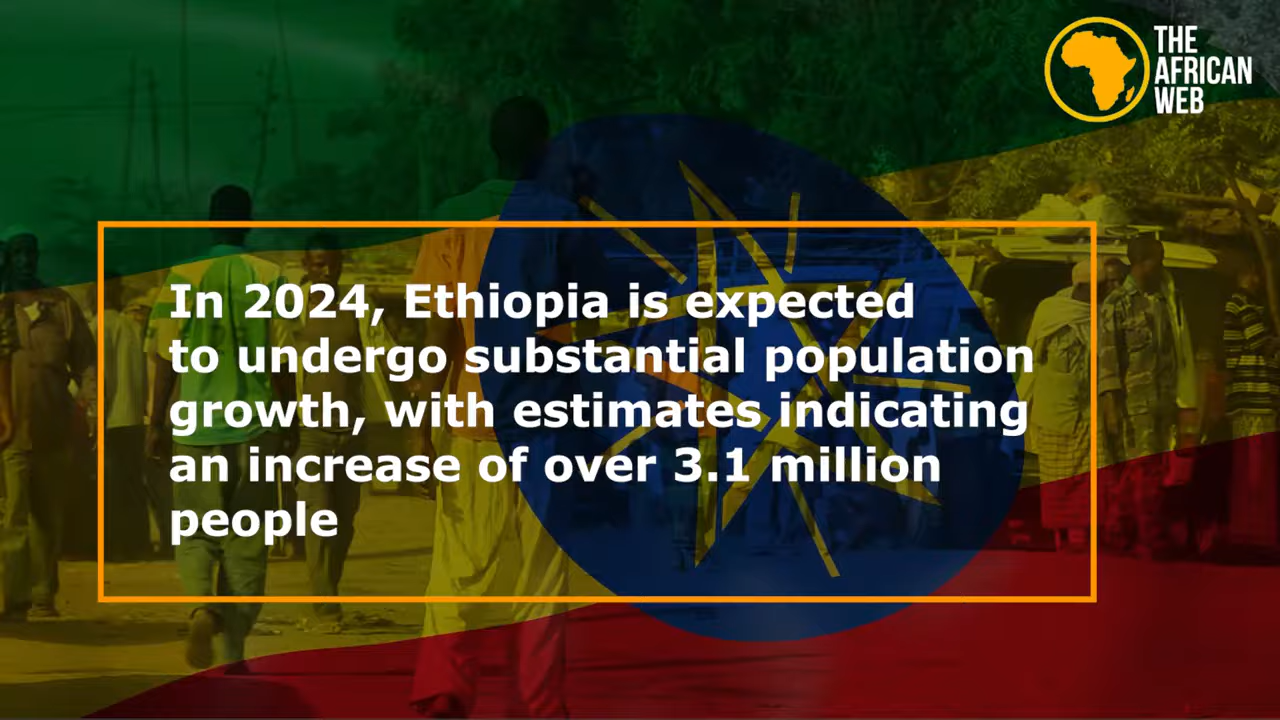 THE
AFRICAN
WEB
In 2024, Ethiopia is expected
to undergo substantial population
growth, with estimates indicating
an increase of over 3.1 million
people